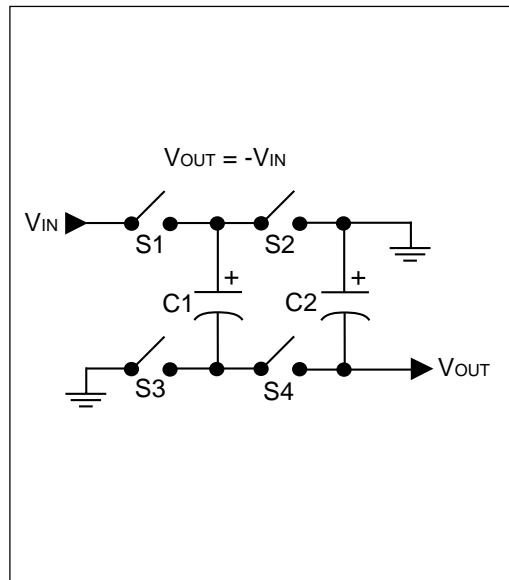 VOUT = -VIN
VIN
S1
S2
+
+
C1
C2
S3
S4
VOUT